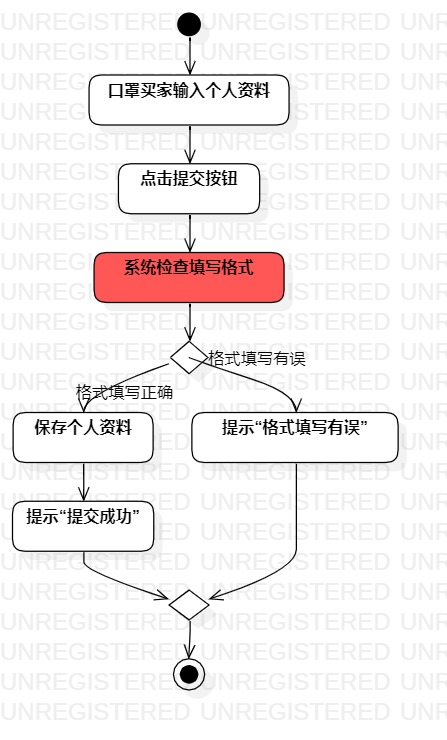 口罩买家输入个人资料
点击提交按钮
系统检查填写格式
格式填写有误
格式填写正确
保存个人资料
提示“格式填写有误”
提示“提交成功”
UNREGISTERED